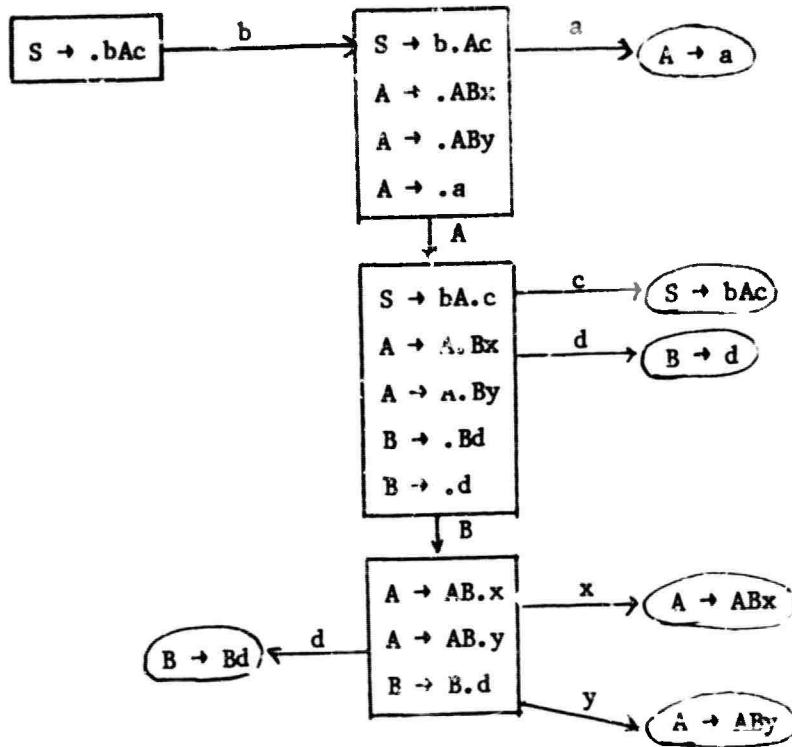 S → .bAc
b
S → b.Ac
A → .ABx
A → .ABy
A → .a
a
A → a
A
S → bA.c
A → A.Bx
A → A.By
B → .Bd
B → .d
c
S → bAc
d
B → d
B
A → AB.x
A → AB.y
B → B.d
x
A → ABx
d
B → Bd
y
A → ABy